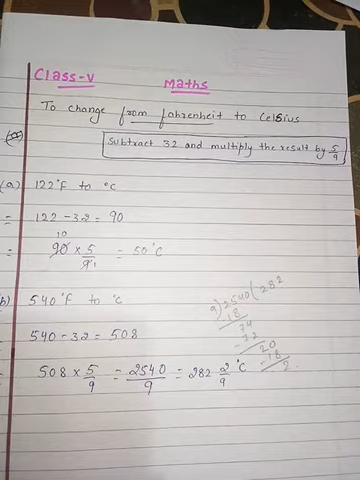 Class-V Maths
To change from fahrenheit to Celsius
Subtract 32 and multiply the result by 5/9
(a) 122°F to °C
= 122 - 32 = 90
= 90 10 × 5/9 1 = 50°C
b) 540°F to °C
540 - 32 = 508
= 508 × 5/9 = 2540/9 = 282 2/9 °C
9)2540(282
18
74
-72
20
-18
2